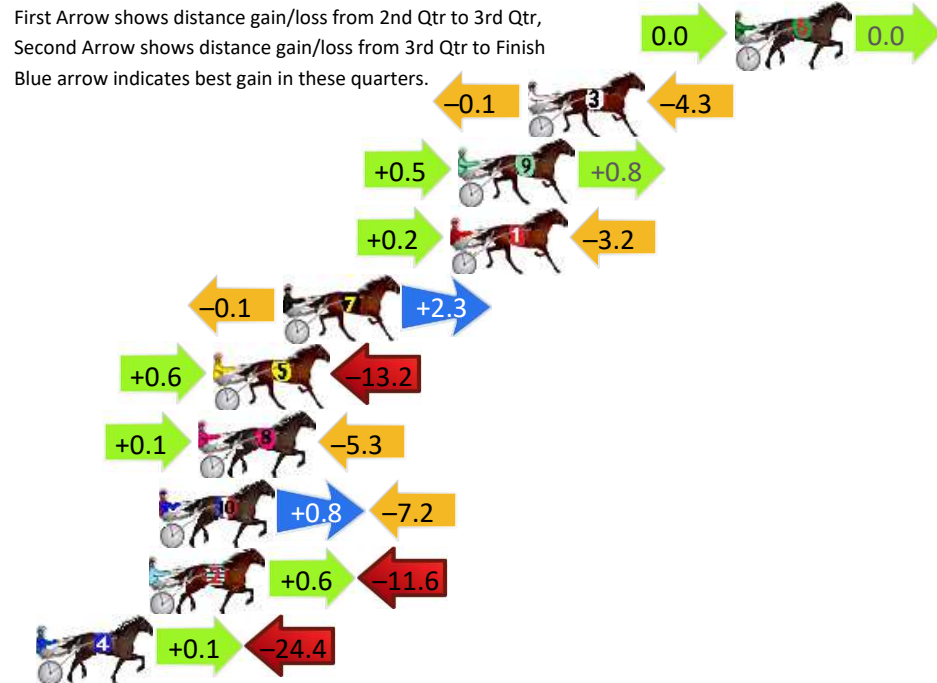 First Arrow shows distance gain/loss from 2nd Qtr to 3rd Qtr,
Second Arrow shows distance gain/loss from 3rd Qtr to Finish
Blue arrow indicates best gain in these quarters.
0.0 6 0.0
–0.1 3 –4.3
+0.5 9 +0.8
+0.2 1 –3.2
–0.1 7 +2.3
+0.6 5 –13.2
+0.1 8 –5.3
10 +0.8 –7.2
2 +0.6 –11.6
4 +0.1 –24.4